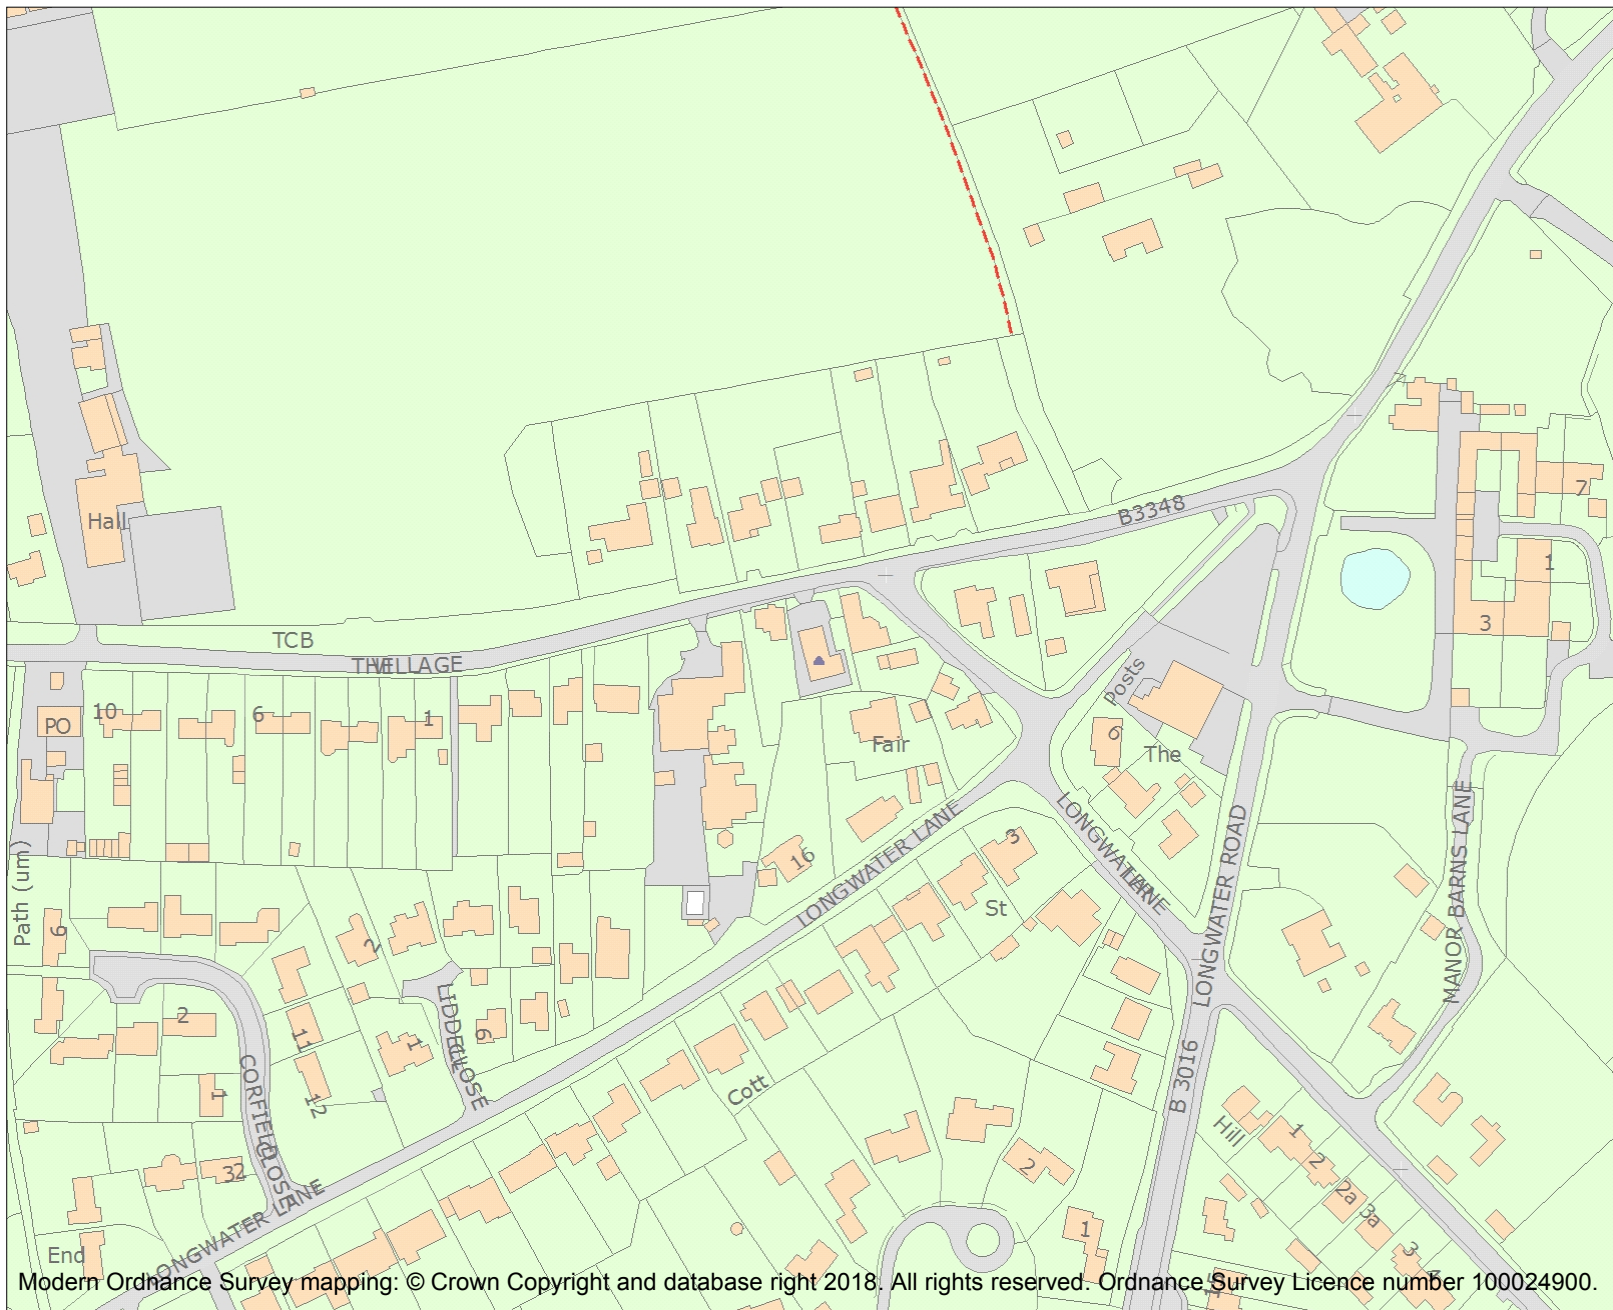 B3348
Hall
7
1
TCB
THE VILLAGE
3
Posts
10
6
1
PO
Fair
6
The
LONGWATER LANE
LONGWATER LANE
LONGWATER ROAD
MANOR BARNS LANE
3
16
Path (um)
St
9
2
LIDDELL CLOSE
2
11
1
6
B 3016
CORFIELD CLOSE
1
12
Cott
Hill
1
2
2
2a
3a
32
1
3
4
LONGWATER LANE
End
Modern Ordnance Survey mapping: © Crown Copyright and database right 2018. All rights reserved. Ordnance Survey Licence number 100024900.